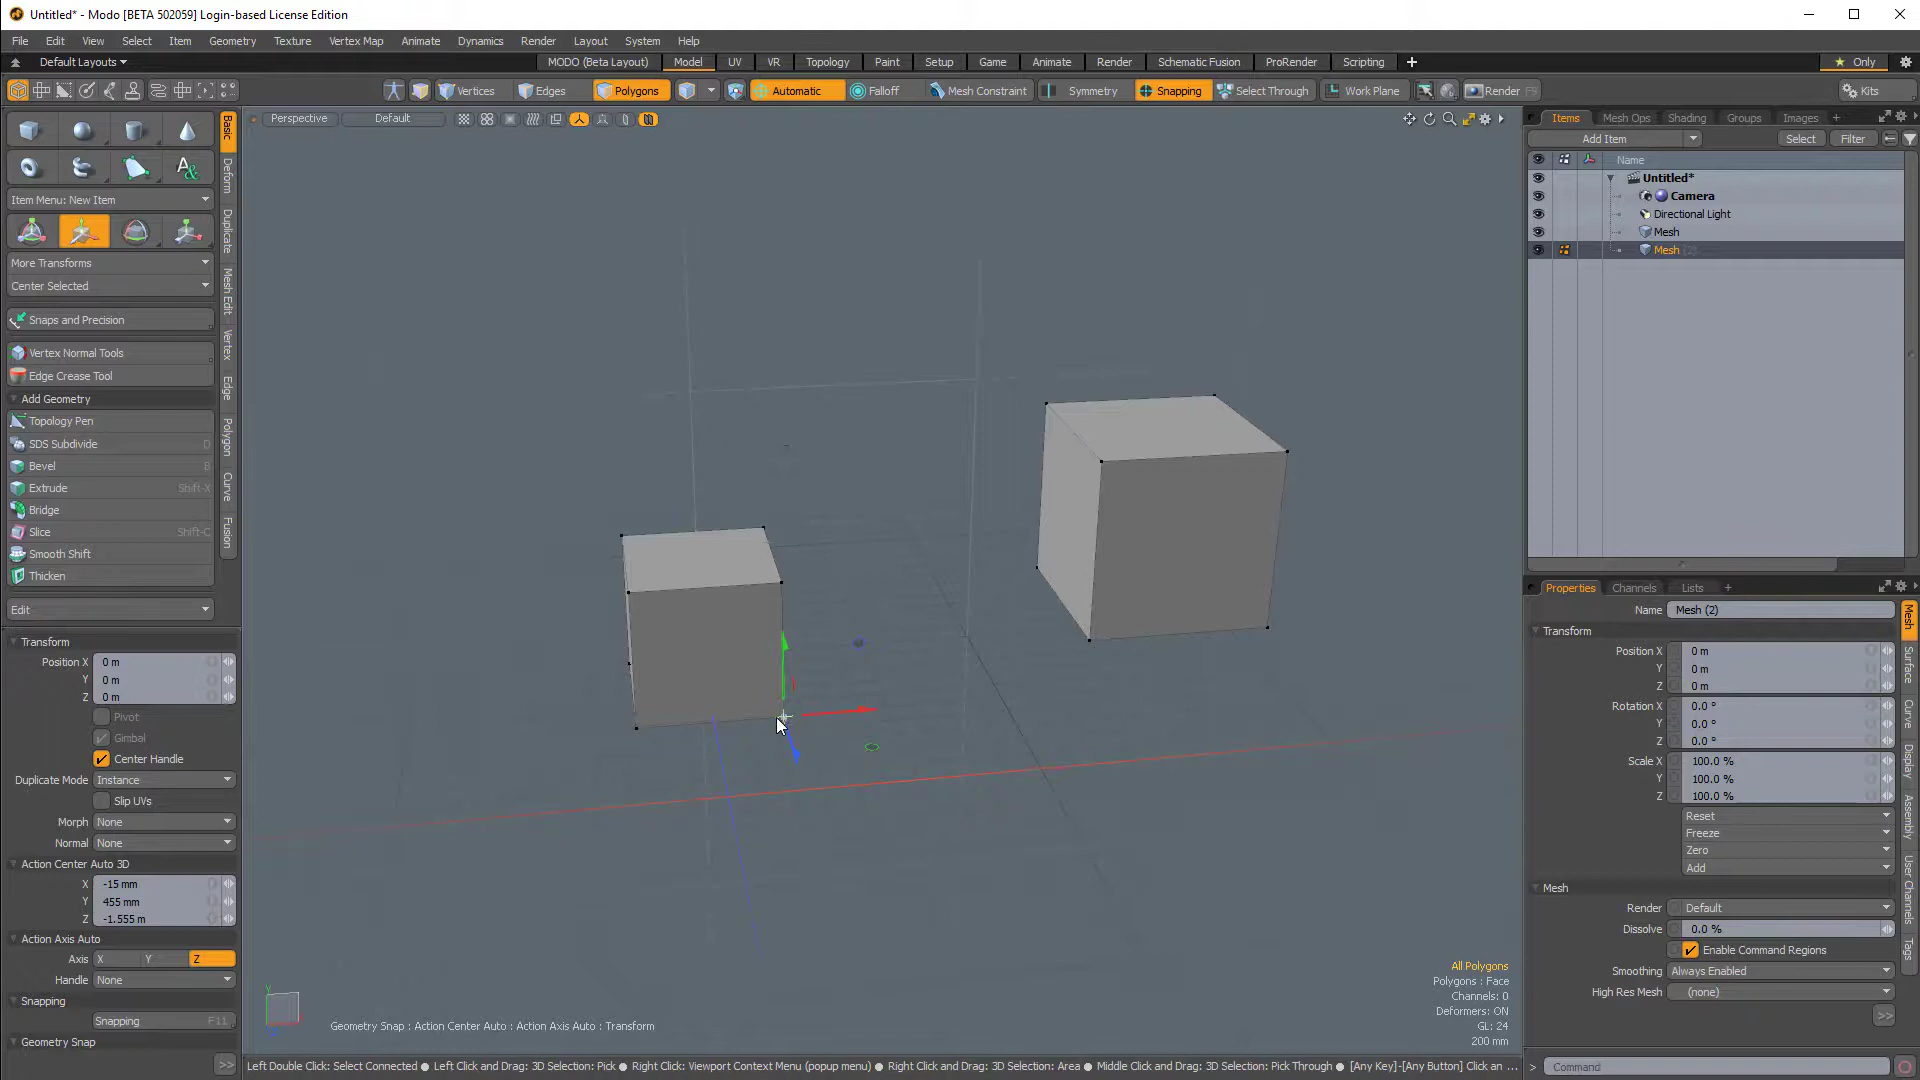 Untitled* - Modo [BETA 502059] Login-based License Edition
File Edit View Select Item Geometry Texture Vertex Map Animate Dynamics Render Layout System Help
Default Layouts MODO (Beta Layout) Model UV VR Topology Paint Setup Game Animate Render Schematic Fusion ProRender Scripting Only
Vertices Edges Polygons Automatic Falloff Mesh Constraint Symmetry Snapping Select Through Work Plane Render F9 Kits
Perspective Default
Basic
Deform
Duplicate
Mesh Edit
Vertex
Edge
Polygon
Curve
Fusion
Item Menu: New Item
More Transforms
Center Selected
Snaps and Precision
Vertex Normal Tools
Edge Crease Tool
Add Geometry
Topology Pen
SDS Subdivide D
Bevel B
Extrude Shift-X
Bridge
Slice Shift-C
Smooth Shift
Thicken
Edit
Transform
Position X 0 m
Y 0 m
Z 0 m
Pivot
Gimbal
Center Handle
Duplicate Mode Instance
Slip UVs
Morph None
Normal None
Action Center Auto 3D
X -15 mm
Y 455 mm
Z -1.555 m
Action Axis Auto
Axis X Y Z
Handle None
Snapping
Snapping F11
Geometry Snap
>>
Y
All Polygons
Polygons : Face
Channels: 0
Deformers: ON
GL: 24
200 mm
Geometry Snap : Action Center Auto : Action Axis Auto : Transform
Left Double Click: Select Connected ● Left Click and Drag: 3D Selection: Pick ● Right Click: Viewport Context Menu (popup menu) ● Right Click and Drag: 3D Selection: Area ● Middle Click and Drag: 3D Selection: Pick Through ● [Any Key]-[Any Button] Click an ...
Items Mesh Ops Shading Groups Images +
Add Item Select Filter
Name
Untitled*
Camera
Directional Light
Mesh
Mesh (2)
Properties Channels Lists +
Name Mesh (2)
Transform
Position X 0 m
Y 0 m
Z 0 m
Rotation X 0.0 °
Y 0.0 °
Z 0.0 °
Scale X 100.0 %
Y 100.0 %
Z 100.0 %
Reset
Freeze
Zero
Add
Mesh
Render Default
Dissolve 0.0 %
Enable Command Regions
Smoothing Always Enabled
High Res Mesh (none)
>>
Mesh
Surface
Curve
Display
Assembly
User Channels
Tags
> Command